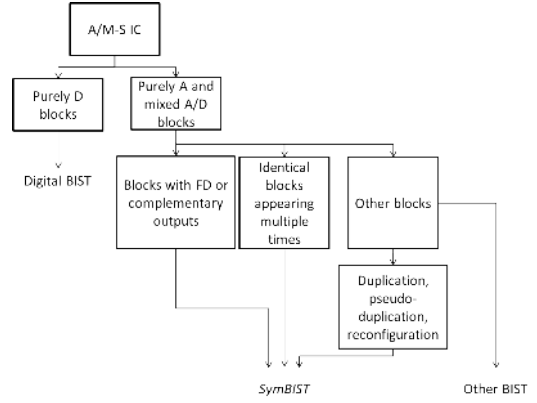 A/M-S IC
Purely D
blocks
Purely A and
mixed A/D
blocks
Digital BIST
Blocks with FD or
complementary
outputs
Identical
blocks
appearing
multiple
times
Other blocks
Duplication,
pseudo-
duplication,
reconfiguration
SymBIST
Other BIST